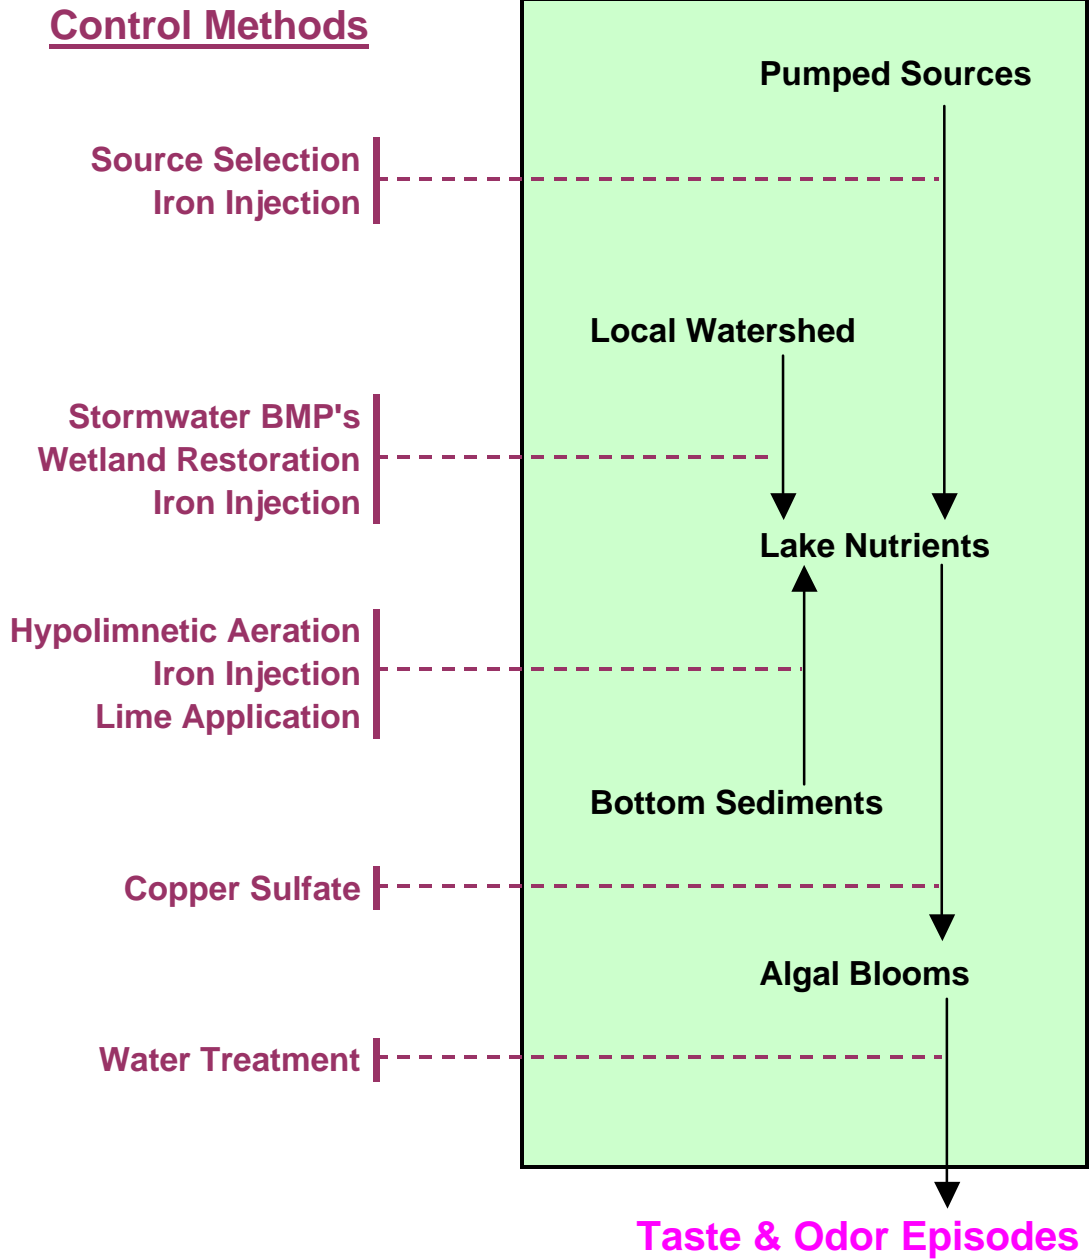 Control Methods
Pumped Sources
Source Selection
Iron Injection
Local Watershed
Stormwater BMP's
Wetland Restoration
Iron Injection
Lake Nutrients
Hypolimnetic Aeration
Iron Injection
Lime Application
Bottom Sediments
Copper Sulfate
Algal Blooms
Water Treatment
Taste & Odor Episodes